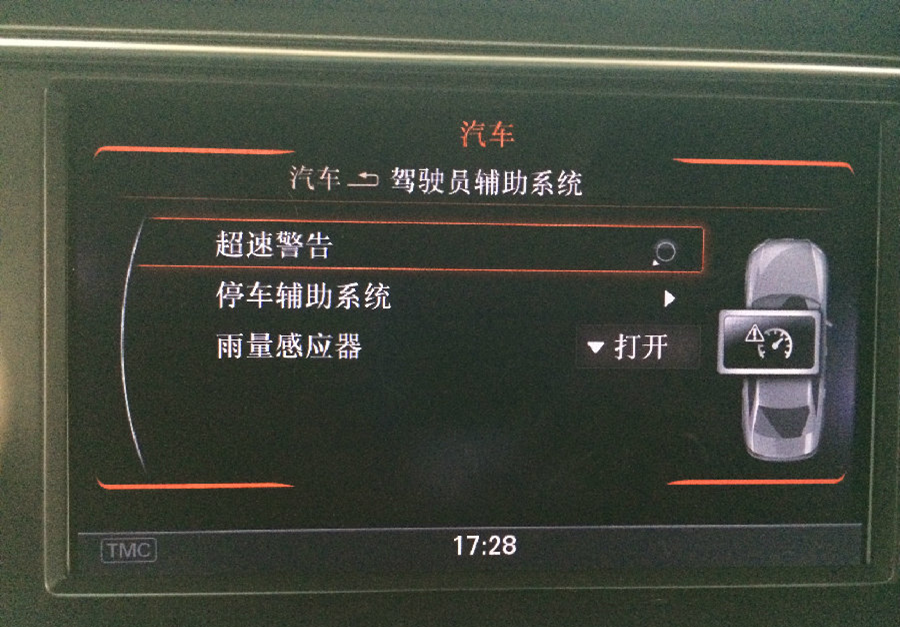 汽车
汽车 驾驶员辅助系统
超速警告
停车辅助系统
雨量感应器 打开
TMC 17:28